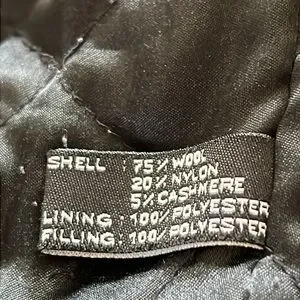 SHELL : 75% WOOL
20% NYLON
5% CASHMERE
LINING : 100% POLYESTER
FILLING : 100% POLYESTER